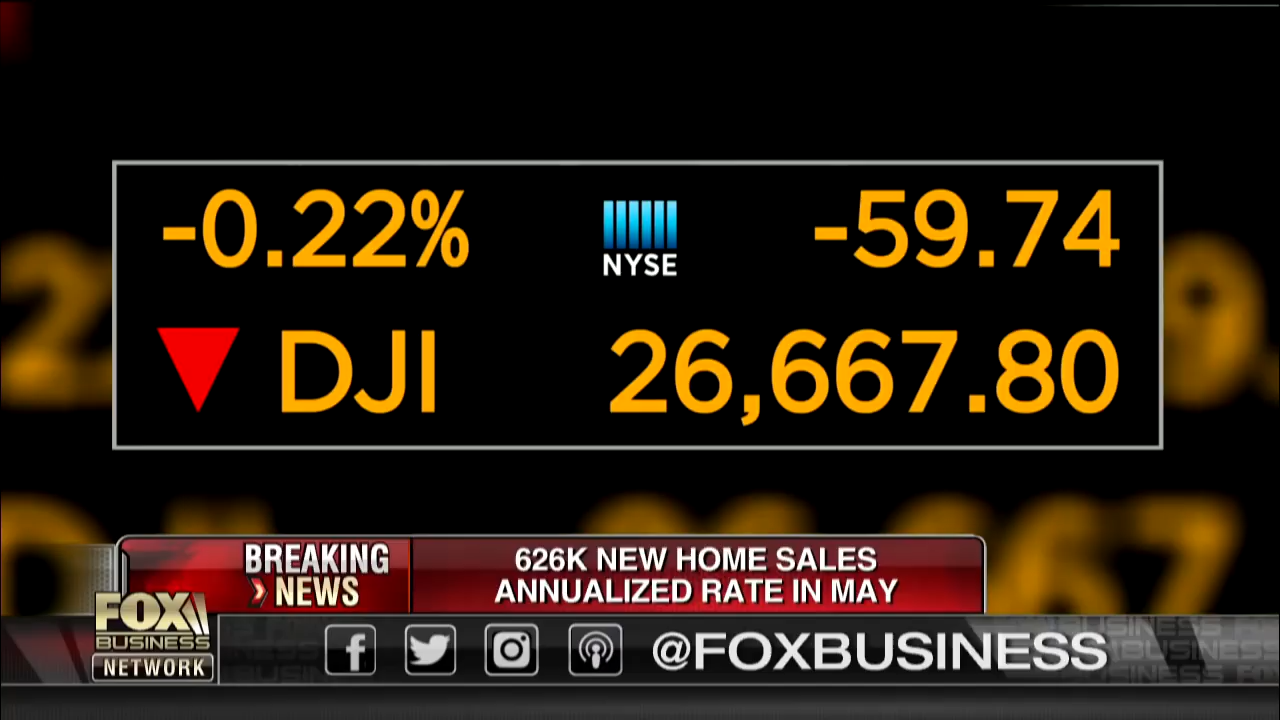 -0.22%
NYSE
-59.74
DJI
26,667.80
BREAKING
NEWS
626K NEW HOME SALES
ANNUALIZED RATE IN MAY
FOX
BUSINESS
NETWORK
@FOXBUSINESS